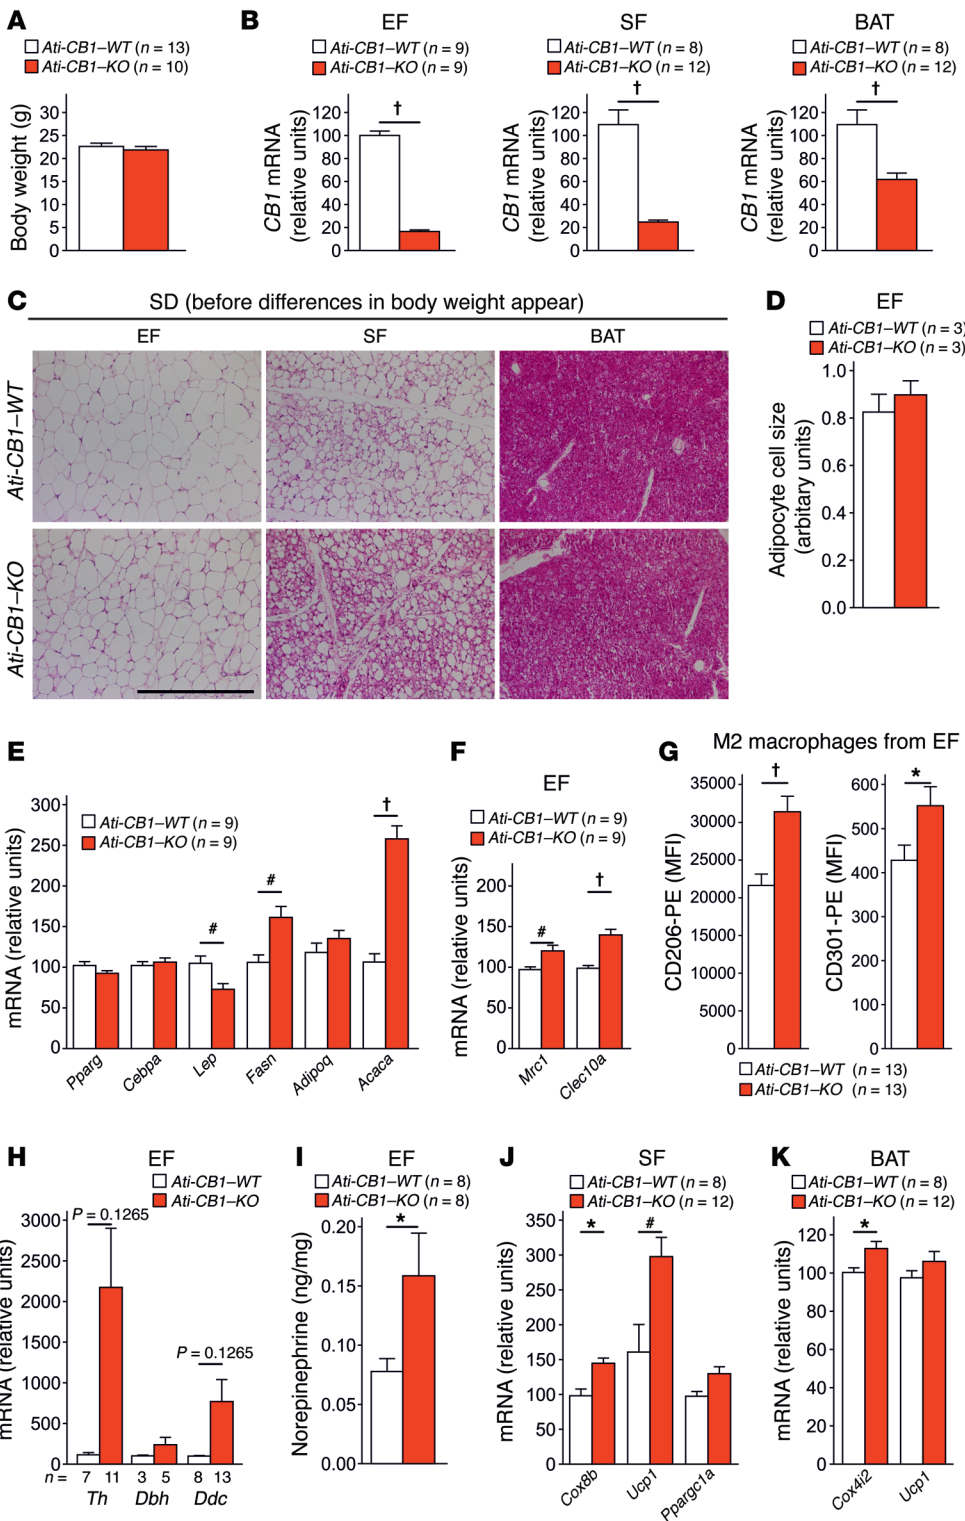 A
Ati-CB1–WT (n = 13)
Ati-CB1–KO (n = 10)
Body weight (g)
30
25
20
15
10
5
0
B
EF
Ati-CB1–WT (n = 9)
Ati-CB1–KO (n = 9)
CB1 mRNA
(relative units)
120
100
80
60
40
20
0
†
SF
Ati-CB1–WT (n = 8)
Ati-CB1–KO (n = 12)
CB1 mRNA
(relative units)
120
100
80
60
40
20
0
†
BAT
Ati-CB1–WT (n = 8)
Ati-CB1–KO (n = 12)
CB1 mRNA
(relative units)
120
100
80
60
40
20
0
†
C
SD (before differences in body weight appear)
EF SF BAT
Ati-CB1–WT
Ati-CB1–KO
D
EF
Ati-CB1–WT (n = 3)
Ati-CB1–KO (n = 3)
Adipocyte cell size
(arbitary units)
1.0
0.8
0.6
0.4
0.2
0.0
E
Ati-CB1–WT (n = 9)
Ati-CB1–KO (n = 9)
mRNA (relative units)
300
250
200
150
100
50
0
# # †
Pparg Cebpa Lep Fasn Adipoq Acaca
F
EF
Ati-CB1–WT (n = 9)
Ati-CB1–KO (n = 9)
mRNA (relative units)
200
150
100
50
0
# †
Mrc1 Clec10a
G
M2 macrophages from EF
CD206-PE (MFI)
35000
30000
25000
20000
15000
10000
5000
0
†
CD301-PE (MFI)
600
500
400
300
200
100
0
*
Ati-CB1–WT (n = 13)
Ati-CB1–KO (n = 13)
H
EF
Ati-CB1–WT
Ati-CB1–KO
mRNA (relative units)
3000
2500
2000
1500
1000
500
0
P = 0.1265
P = 0.1265
n = 7 11 3 5 8 13
Th Dbh Ddc
I
EF
Ati-CB1–WT (n = 8)
Ati-CB1–KO (n = 8)
Norepinephrine (ng/mg)
0.20
0.15
0.10
0.05
0.00
*
J
SF
Ati-CB1–WT (n = 8)
Ati-CB1–KO (n = 12)
mRNA (relative units)
350
300
250
200
150
100
50
0
* #
Cox8b Ucp1 Ppargc1a
K
BAT
Ati-CB1–WT (n = 8)
Ati-CB1–KO (n = 12)
mRNA (relative units)
120
100
80
60
40
20
0
*
Cox4i2 Ucp1